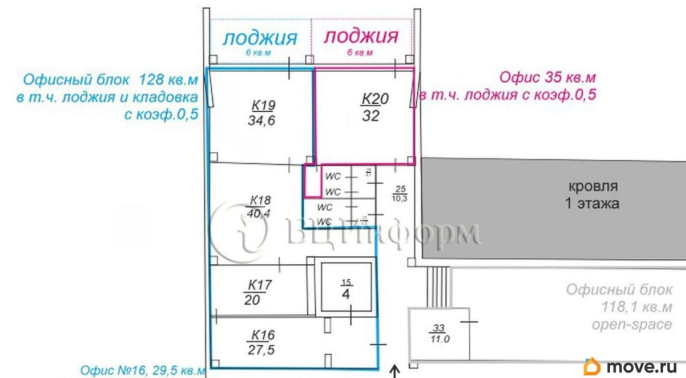 лоджия
6 кв.м
лоджия
6 кв.м
Офисный блок 128 кв.м
в т.ч. лоджия и кладовка
с коэф.0,5
Офис 35 кв.м
в т.ч. лоджия с коэф.0,5
К19
34,6
К20
32
WC
WC
WC
WC
25
10,3
К18
40,4
кровля
1 этажа
ВЦИнформ
К17
20
15
4
Офисный блок
118,1 кв.м
open-space
33
11.0
К16
27,5
Офис №16, 29,5 кв.м
move.ru